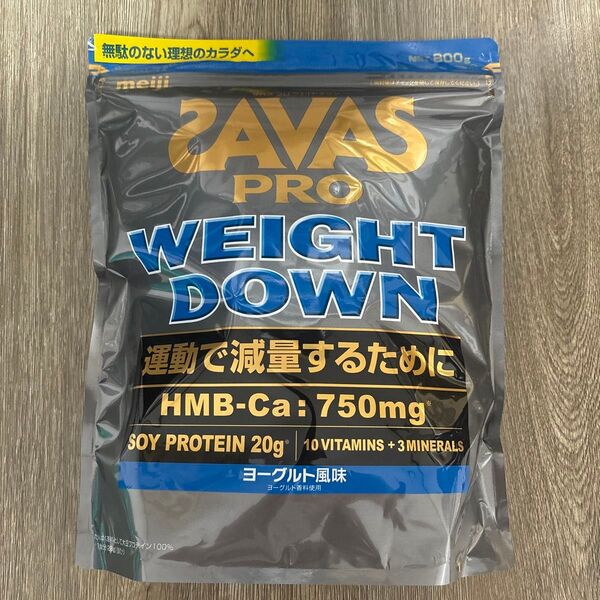 無駄のない理想のカラダへ
NET 800g
meiji
SAVAS
PRO
WEIGHT
DOWN
運動で減量するために
HMB-Ca: 750mg※
SOY PROTEIN 20g※ 10 VITAMINS + 3 MINERALS
ヨーグルト風味
ヨーグルト香料使用